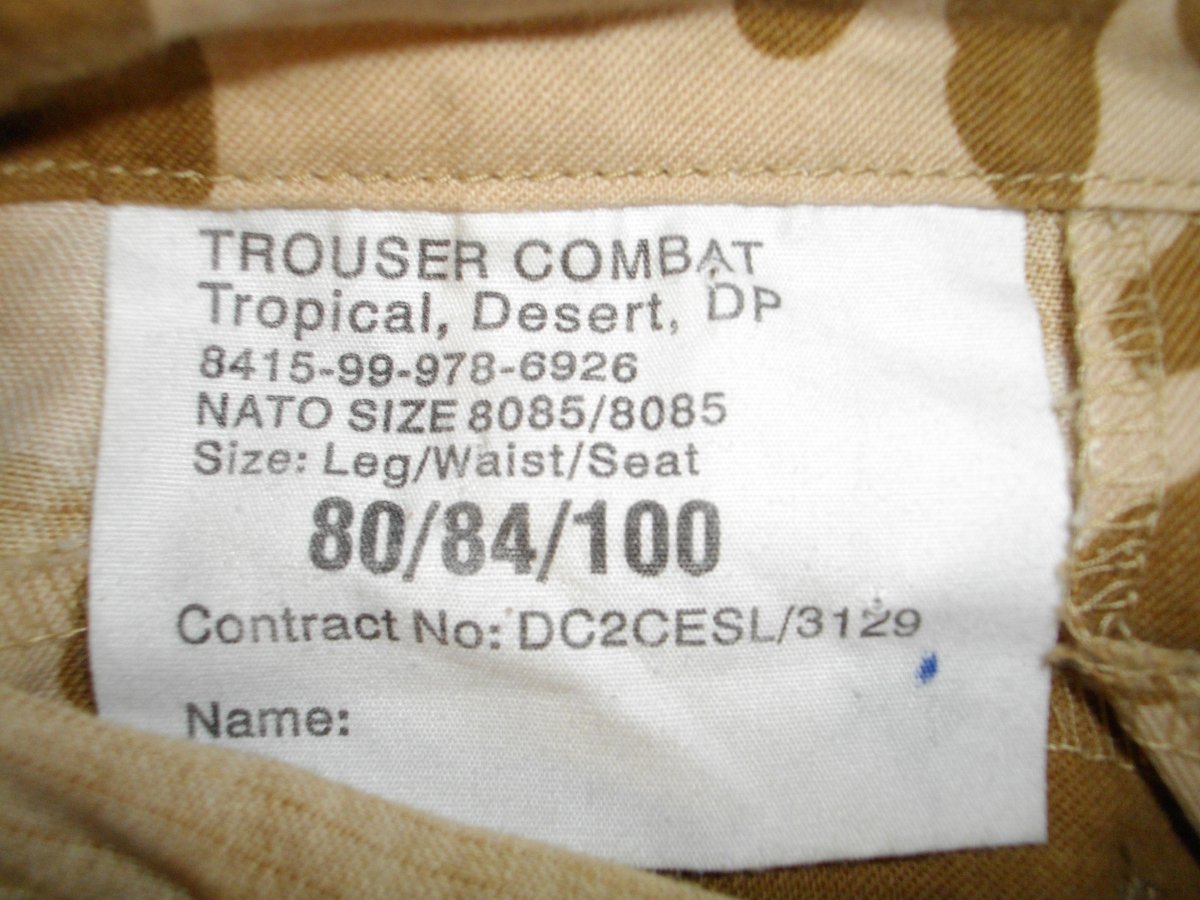 TROUSER COMBAT
Tropical, Desert, DP
8415-99-978-6926
NATO SIZE 8085/8085
Size: Leg/Waist/Seat
80/84/100
Contract No: DC2CESL/3129
Name: